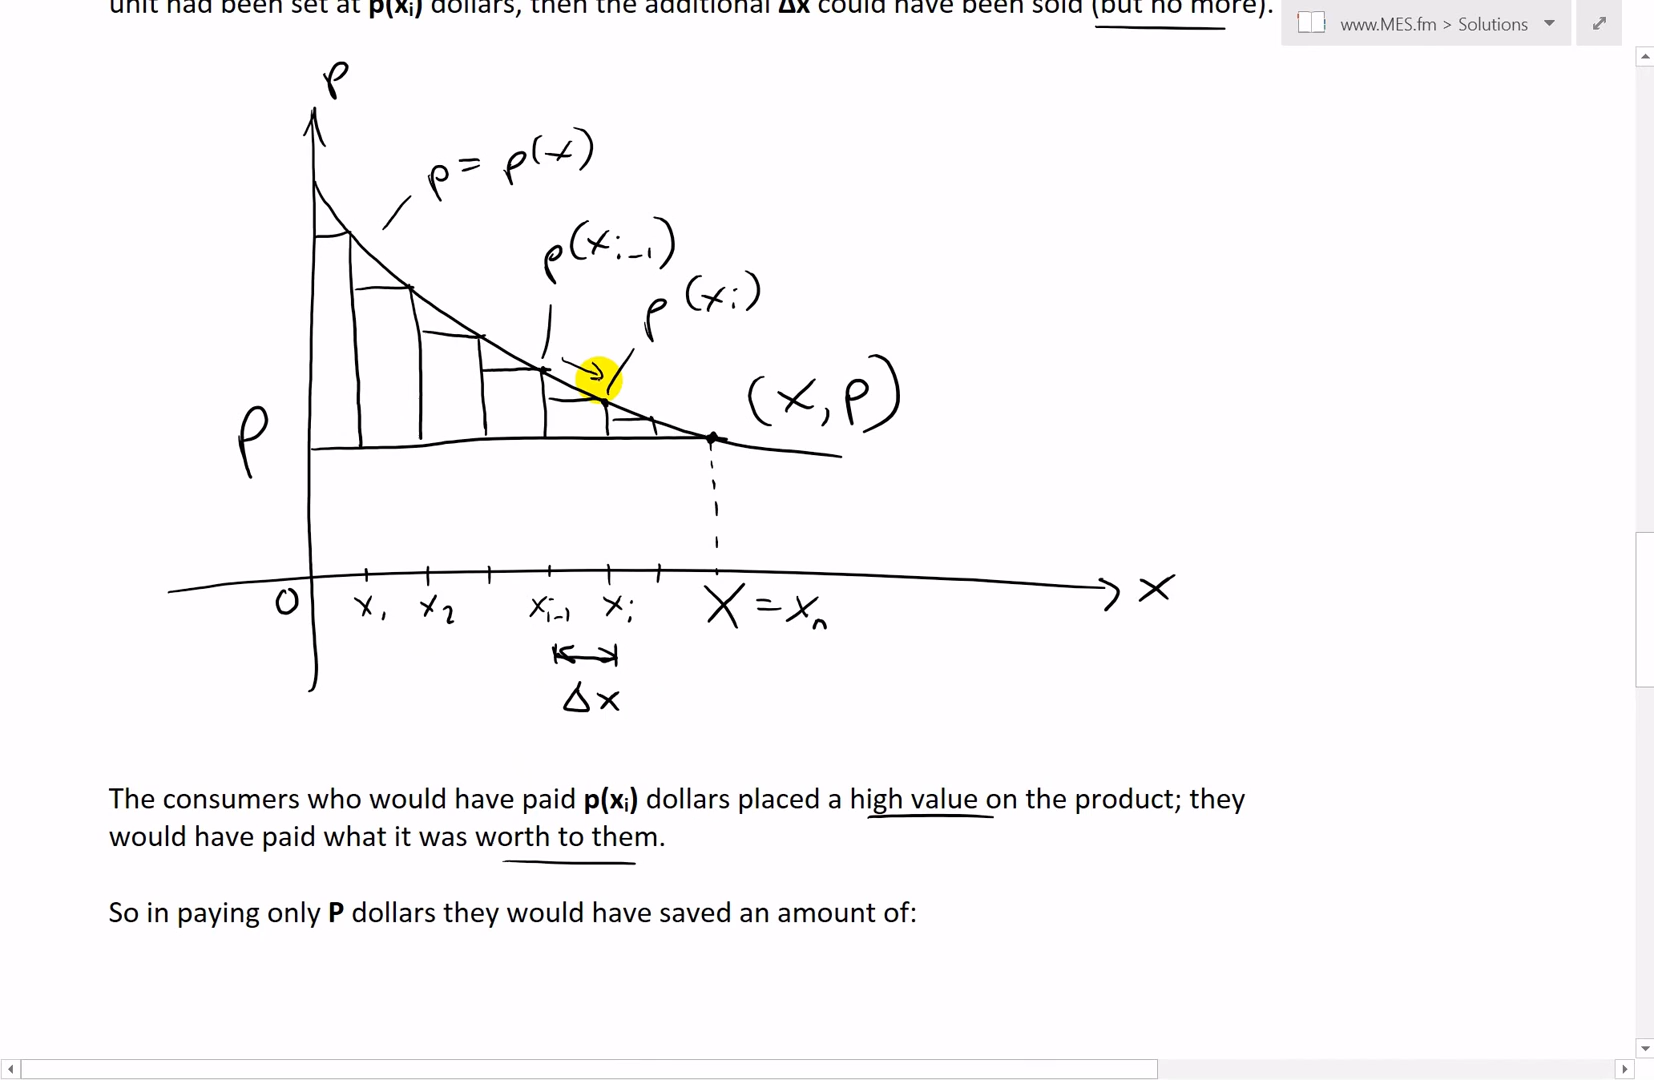 unit had been set at p(xᵢ) dollars, then the additional Δx could have been sold (but no more).
www.MES.fm > Solutions
p
p = p(x)
p(xᵢ₋₁)
p(xᵢ)
(X, P)
P
0 x₁ x₂ xᵢ₋₁ xᵢ X = xₙ x
Δx
The consumers who would have paid p(xᵢ) dollars placed a high value on the product; they
would have paid what it was worth to them.
So in paying only P dollars they would have saved an amount of: